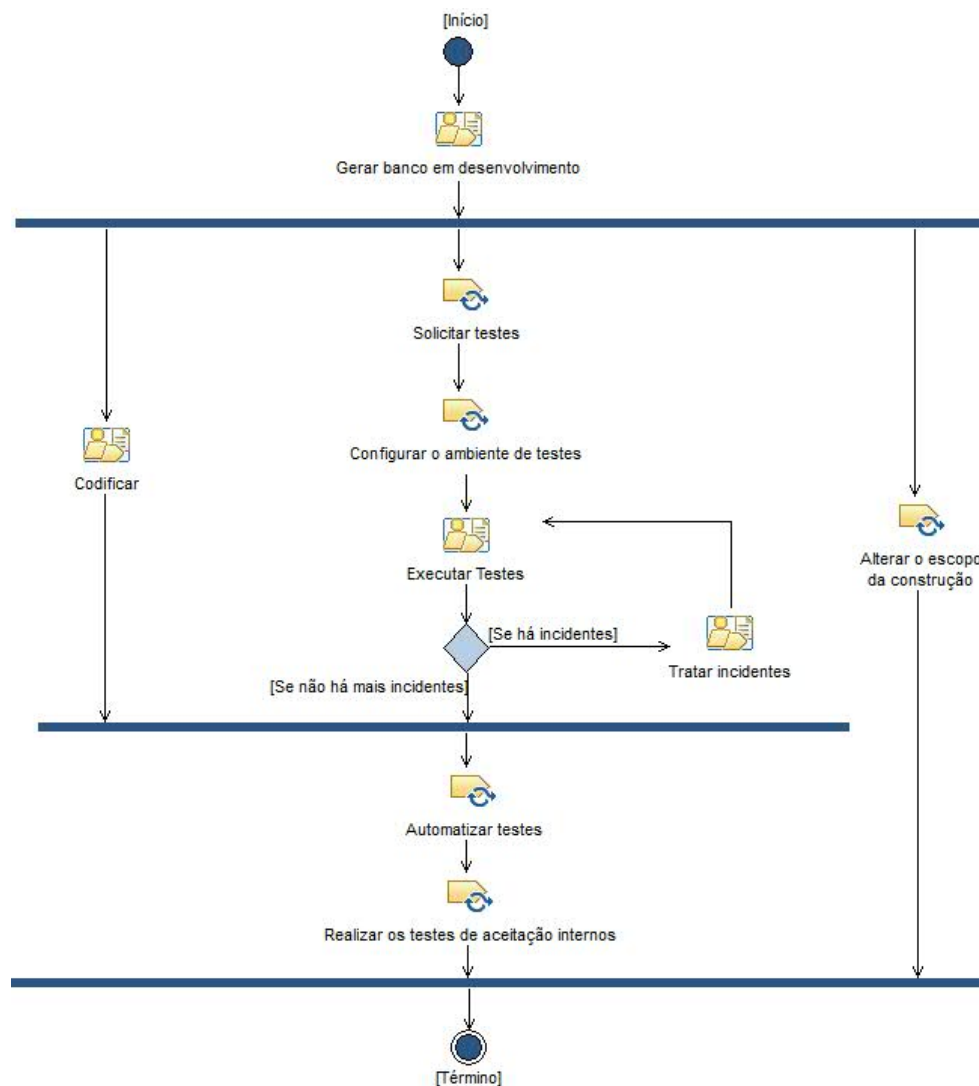 [Início]
Gerar banco em desenvolvimento
Solicitar testes
Configurar o ambiente de testes
Codificar
Executar Testes
Alterar o escopo
da construção
[Se há incidentes]
Tratar incidentes
[Se não há mais incidentes]
Automatizar testes
Realizar os testes de aceitação internos
[Término]